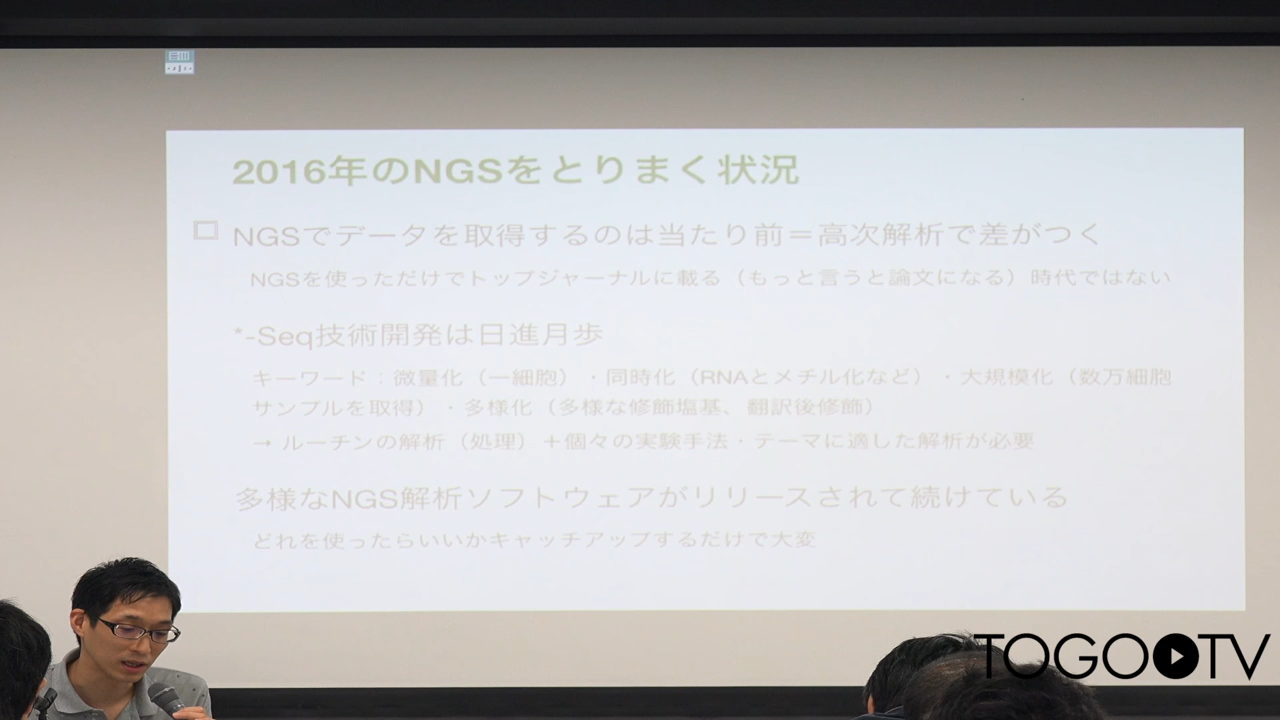 2016年のNGSをとりまく状況
NGSでデータを取得するのは当たり前＝高次解析で差がつく
NGSを使っただけでトップジャーナルに載る（もっと言うと論文になる）時代ではない
*-Seq技術開発は日進月歩
キーワード：微量化（一細胞）・同時化（RNAとメチル化など）・大規模化（数万細胞
サンプルを取得）・多様化（多様な修飾塩基、翻訳後修飾）
→ ルーチンの解析（処理）＋個々の実験手法・テーマに適した解析が必要
多様なNGS解析ソフトウェアがリリースされて続けている
どれを使ったらいいかキャッチアップするだけで大変
TOGOTV